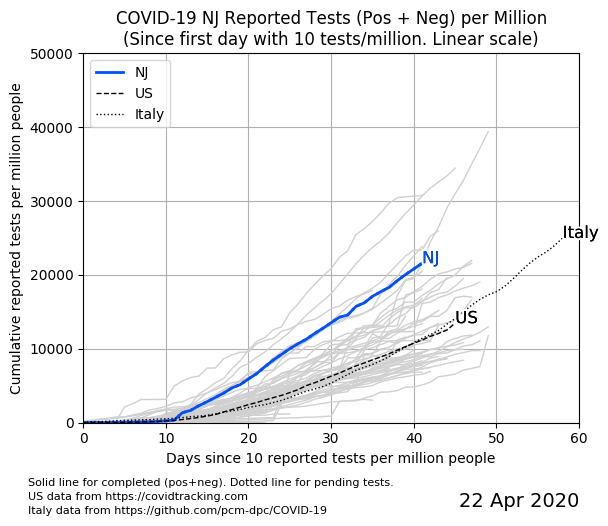 COVID-19 NJ Reported Tests (Pos + Neg) per Million
(Since first day with 10 tests/million. Linear scale)
Cumulative reported tests per million people
50000
40000
30000
20000
10000
0
NJ
US
Italy
Italy
NJ
US
0 10 20 30 40 50 60
Days since 10 reported tests per million people
Solid line for completed (pos+neg). Dotted line for pending tests.
US data from https://covidtracking.com
Italy data from https://github.com/pcm-dpc/COVID-19
22 Apr 2020